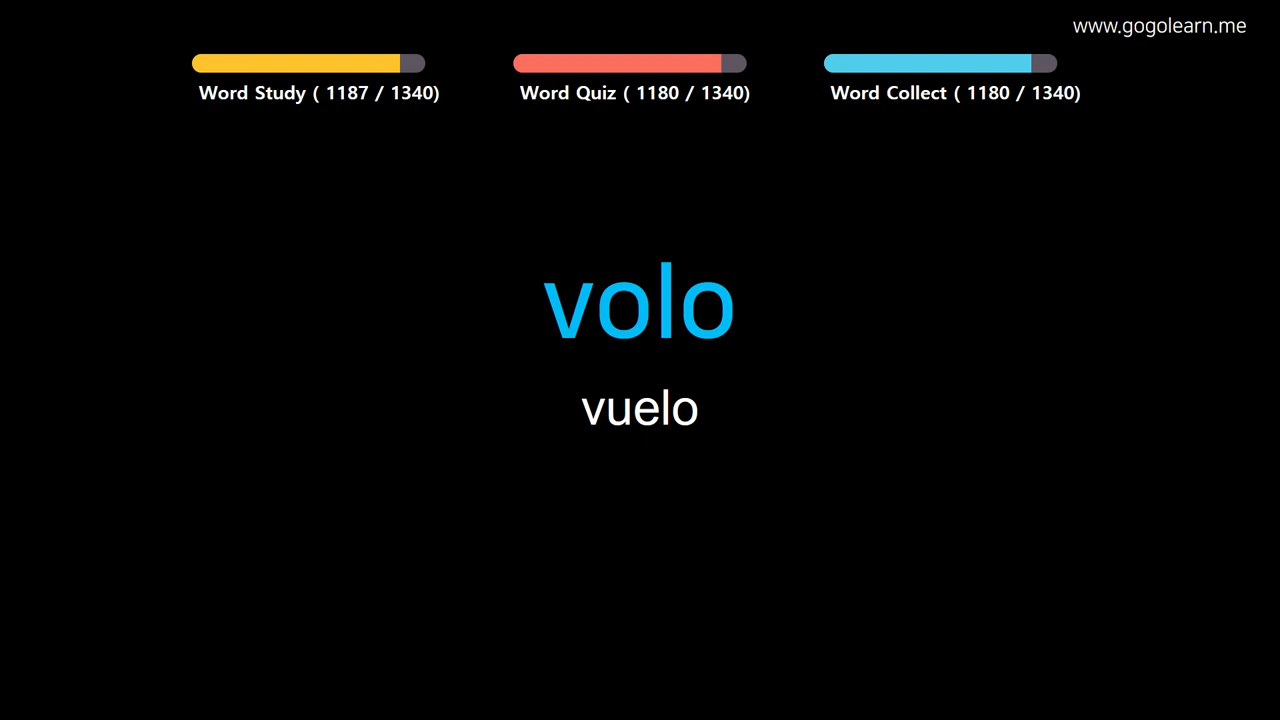 www.gogolearn.me
Word Study ( 1187 / 1340)
Word Quiz ( 1180 / 1340)
Word Collect ( 1180 / 1340)
volo
vuelo